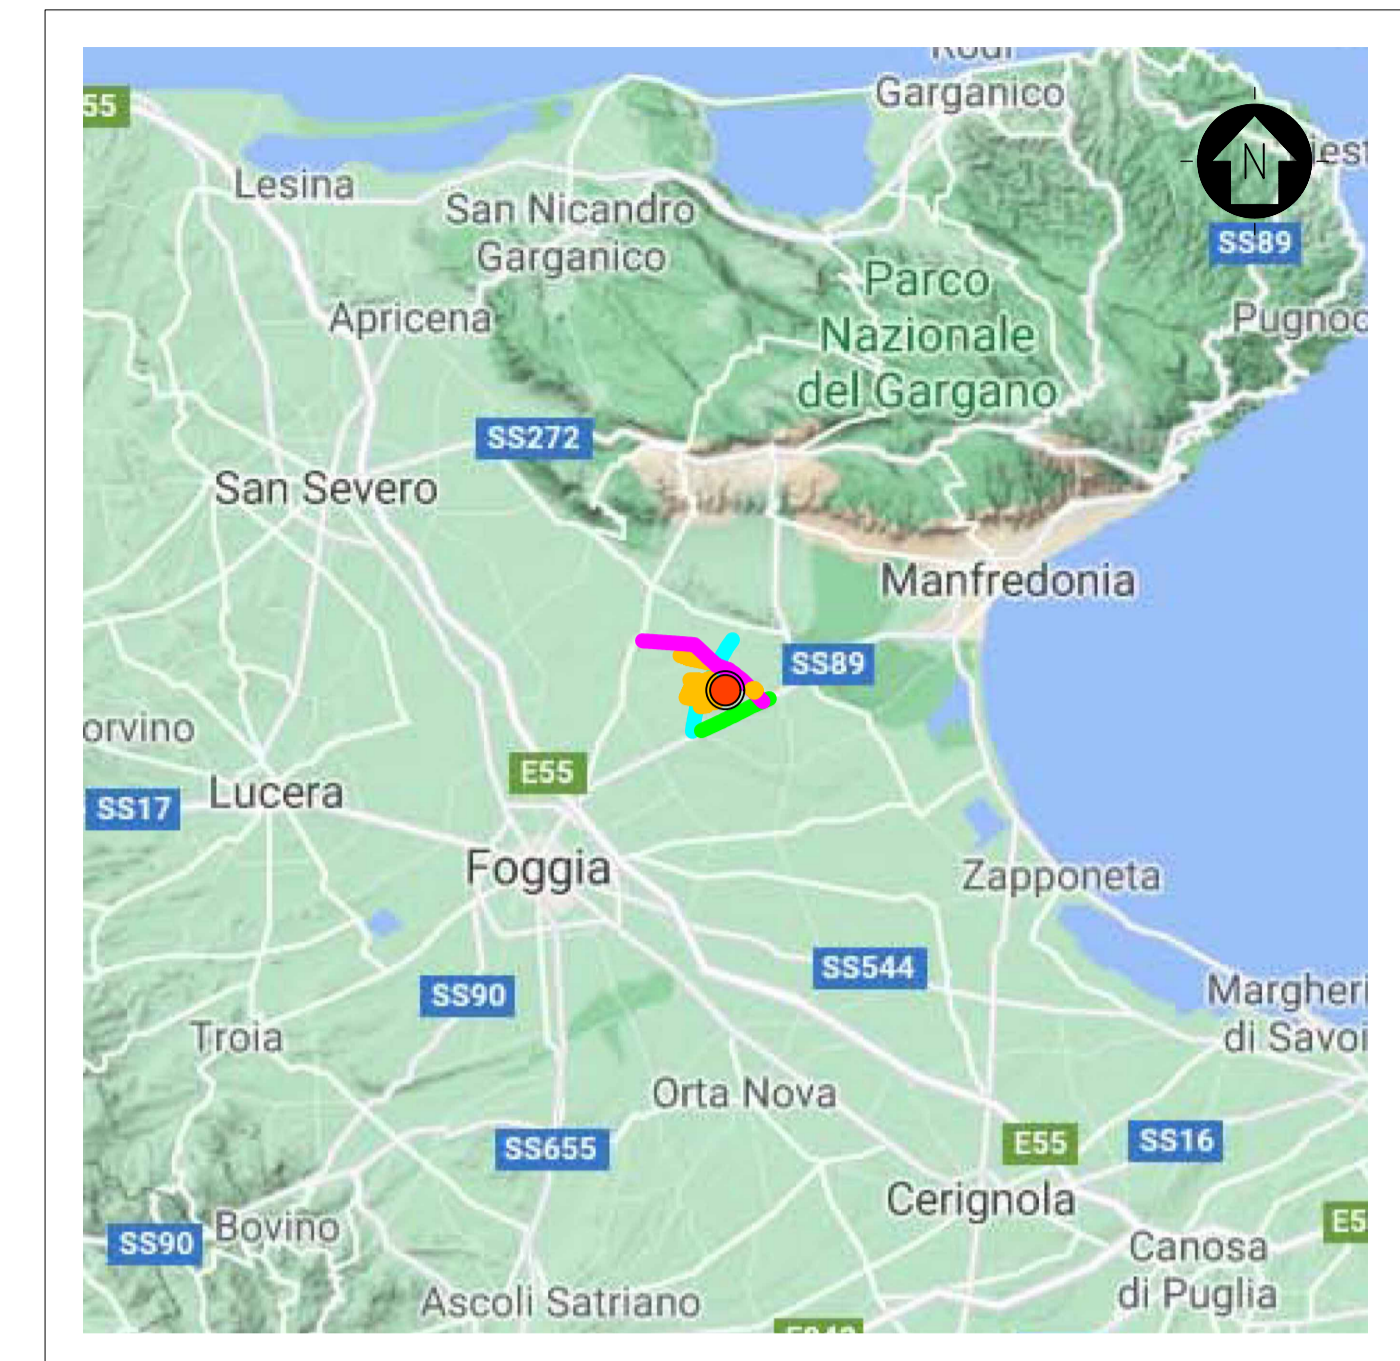 Rodi
Garganico
55
N
Lesina
San Nicandro
Garganico
SS89
Parco
Nazionale
del Gargano
Apricena
SS272
San Severo
Manfredonia
SS89
orvino
E55
SS17
Lucera
Foggia
Zapponeta
SS544
SS90
Margheri
di Savoi
Troia
Orta Nova
SS655
E55
SS16
Cerignola
E5
SS90
Bovino
Canosa
di Puglia
Ascoli Satriano